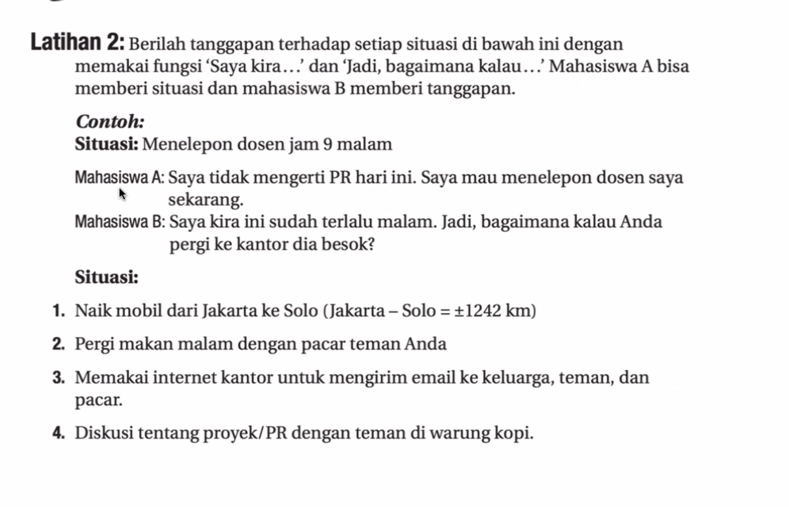 Latihan 2: Berilah tanggapan terhadap setiap situasi di bawah ini dengan
memakai fungsi ‘Saya kira…’ dan ‘Jadi, bagaimana kalau…’ Mahasiswa A bisa
memberi situasi dan mahasiswa B memberi tanggapan.
Contoh:
Situasi: Menelepon dosen jam 9 malam
Mahasiswa A: Saya tidak mengerti PR hari ini. Saya mau menelepon dosen saya
sekarang.
Mahasiswa B: Saya kira ini sudah terlalu malam. Jadi, bagaimana kalau Anda
pergi ke kantor dia besok?
Situasi:
1. Naik mobil dari Jakarta ke Solo (Jakarta – Solo = ±1242 km)
2. Pergi makan malam dengan pacar teman Anda
3. Memakai internet kantor untuk mengirim email ke keluarga, teman, dan
pacar.
4. Diskusi tentang proyek/PR dengan teman di warung kopi.